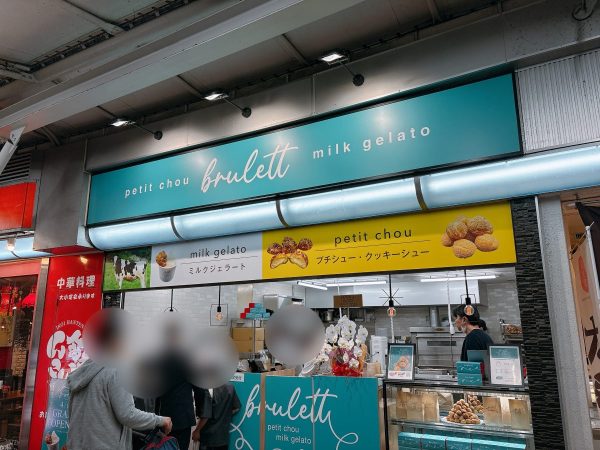 petit chou brulett milk gelato
milk gelato
ミルクジェラート
petit chou
プチシュー・クッキーシュー
中華料理
brulett
petit chou
milk gelato
OPEN